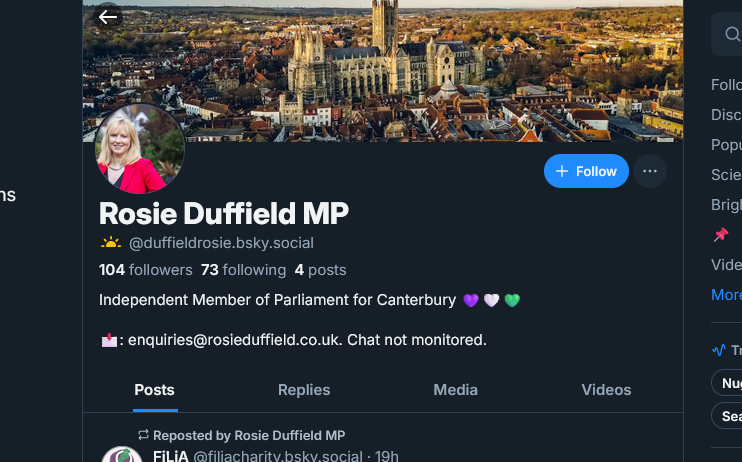 ns
Rosie Duffield MP
@duffieldrosie.bsky.social
104 followers 73 following 4 posts
Independent Member of Parliament for Canterbury 💜🤍💚
📩: enquiries@rosieduffield.co.uk. Chat not monitored.
+ Follow
Posts Replies Media Videos
Reposted by Rosie Duffield MP
FiLiA @filiacharity.bsky.social · 19h
Follo
Disc
Popu
Scie
Brigh
Vide
More
Tr
Nug
Sea